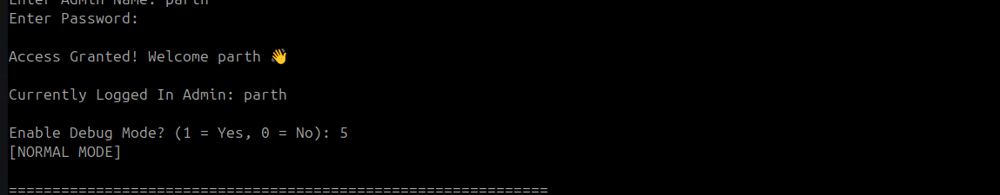 Enter Admin Name: parth
Enter Password:
Access Granted! Welcome parth 👋
Currently Logged In Admin: parth
Enable Debug Mode? (1 = Yes, 0 = No): 5
[NORMAL MODE]
==============================================================